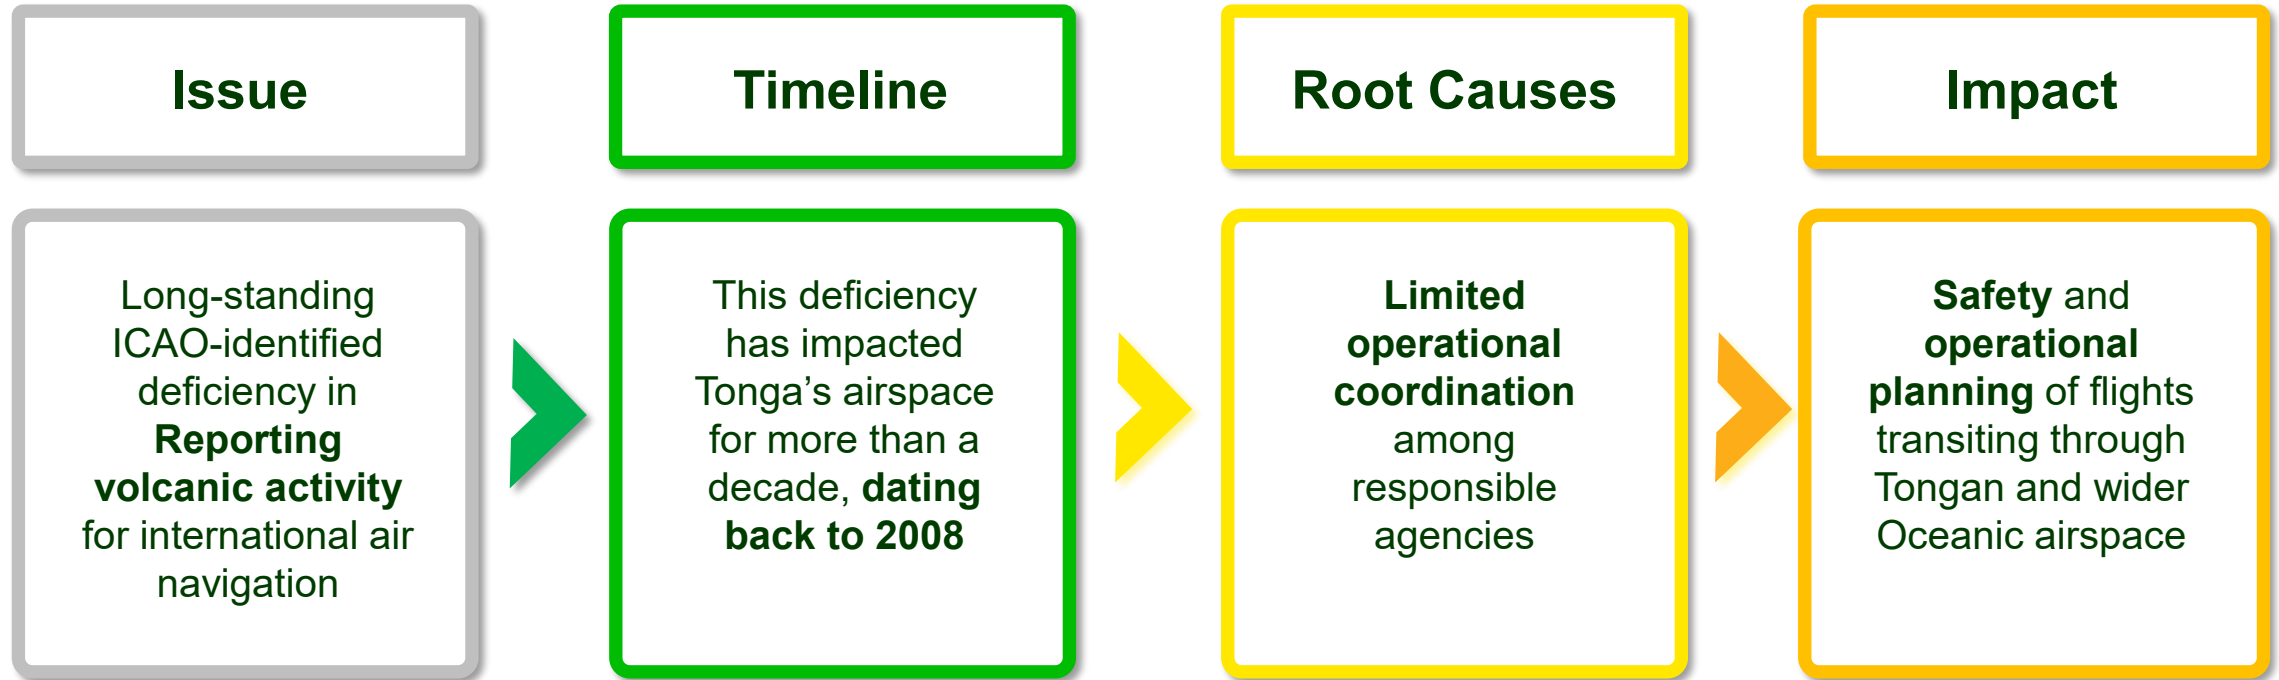 Issue
Timeline
Root Causes
Impact
Long-standing
ICAO-identified
deficiency in
Reporting
volcanic activity
for international air
navigation
This deficiency
has impacted
Tonga’s airspace
for more than a
decade, dating
back to 2008
Limited
operational
coordination
among
responsible
agencies
Safety and
operational
planning of flights
transiting through
Tongan and wider
Oceanic airspace